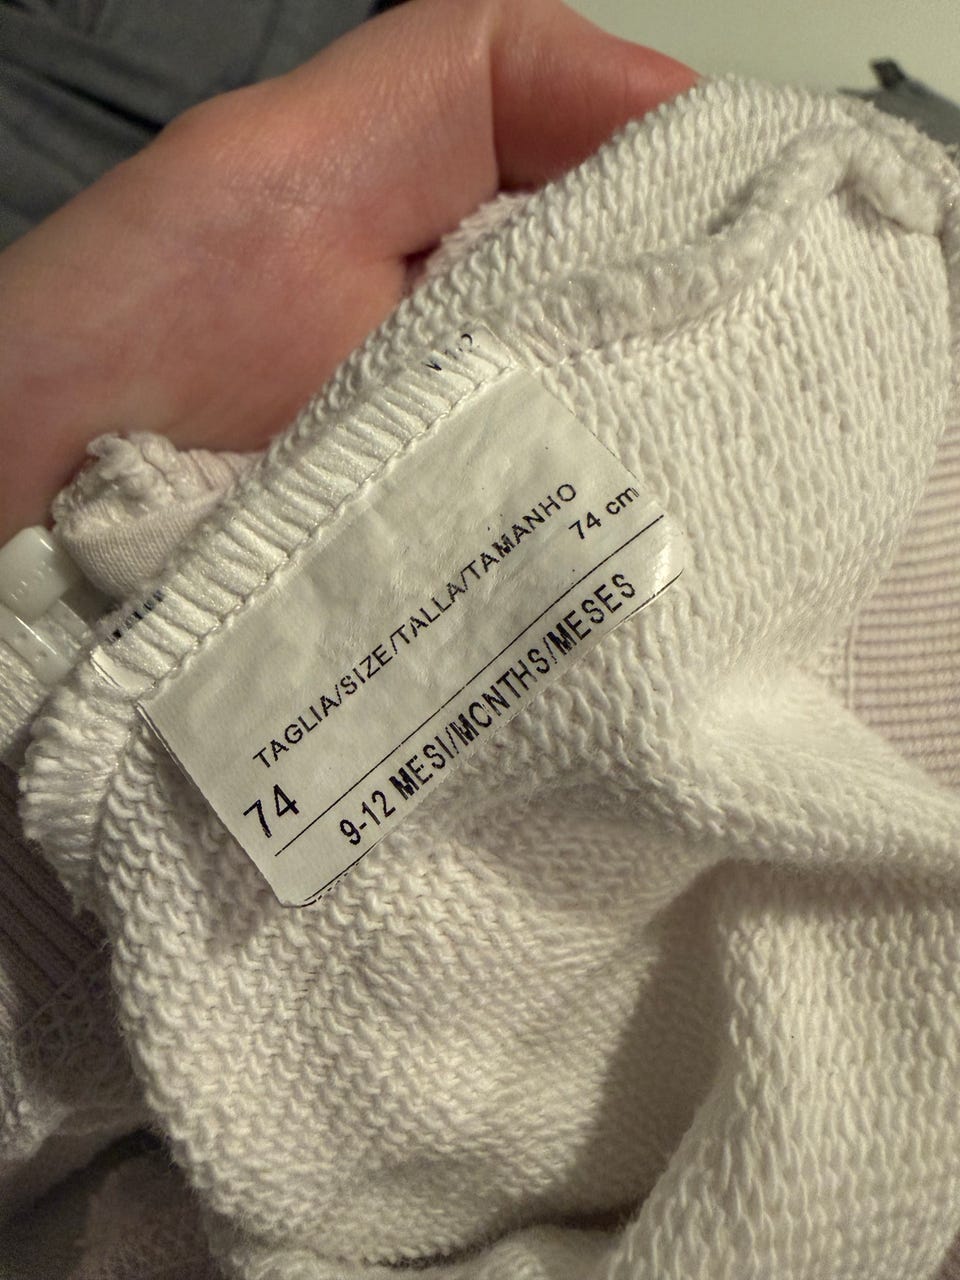 TAGLIA/SIZE/TALLA/TAMANHO
74 74 cm
9-12 MESI/MONTHS/MESES